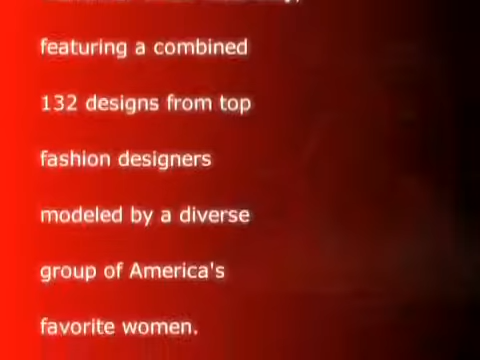 featuring a combined
132 designs from top
fashion designers
modeled by a diverse
group of America's
favorite women.